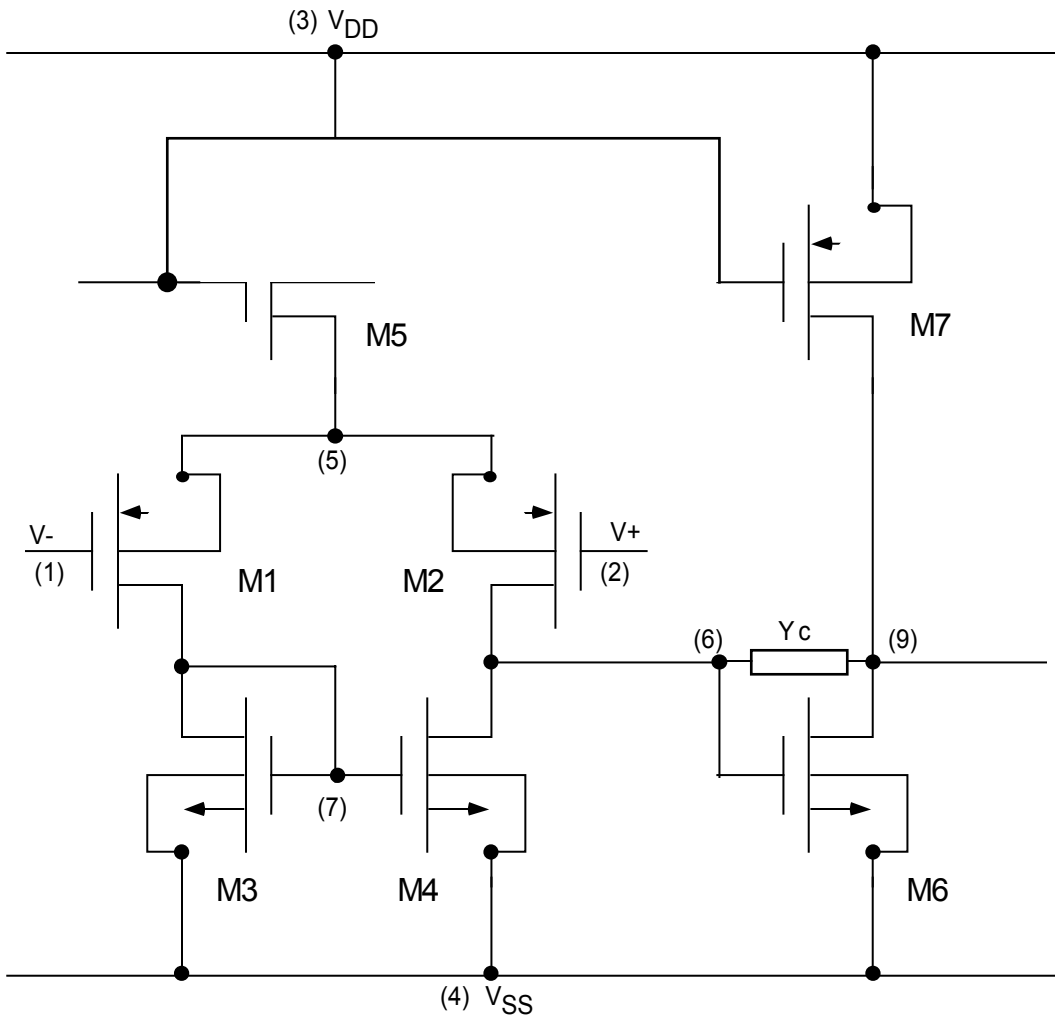 (3) VDD
M5
M7
(5)
V-
(1)
M1
M2
V+
(2)
(6)
Yc
(9)
(7)
M3
M4
M6
(4) VSS